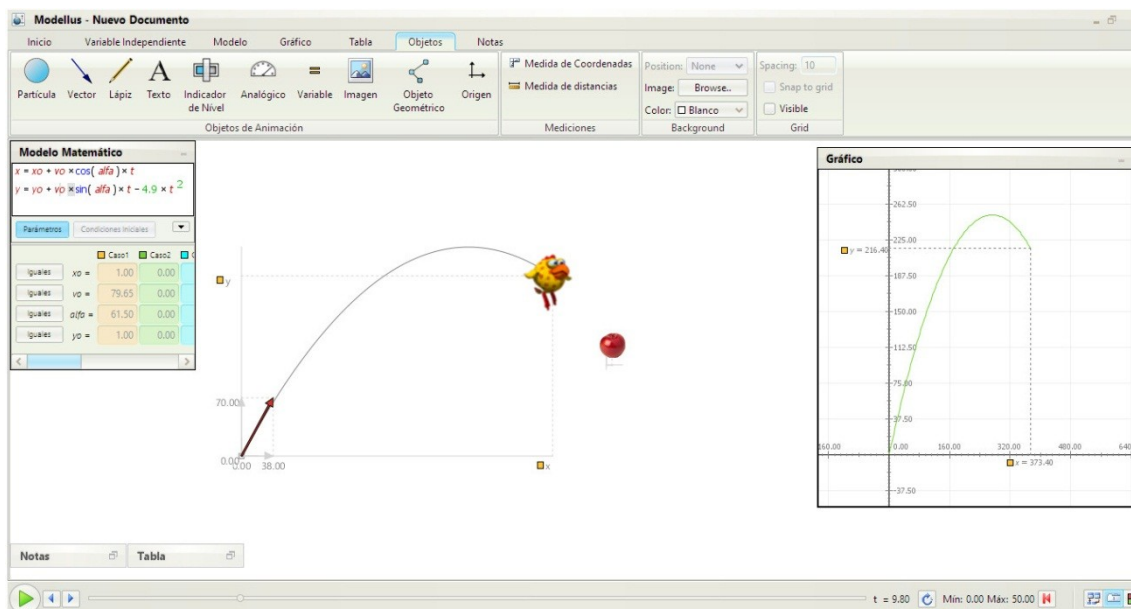 Modellus - Nuevo Documento
Inicio Variable Independiente Modelo Gráfico Tabla Objetos Notas
Partícula Vector Lápiz Texto Indicador de Nivel Analógico Variable Imagen Objeto Geométrico Origen
Objetos de Animación
Medida de Coordenadas
Medida de distancias
Mediciones
Position: None
Image: Browse..
Color: Blanco
Background
Spacing: 10
Snap to grid
Visible
Grid
Modelo Matemático
x = xo + vo × cos( alfa ) × t
y = yo + vo × sin( alfa ) × t − 4.9 × t 2
Parámetros Condiciones Iniciales
Caso1 Caso2
Iguales xo = 1.00 0.00
Iguales vo = 79.65 0.00
Iguales alfa = 61.50 0.00
Iguales yo = 1.00 0.00
y
70.00
0.00
0.00 38.00
x
Gráfico
262.50
225.00
y = 216.40
187.50
150.00
112.50
75.00
37.50
160.00 0.00 160.00 320.00 480.00 640
x = 373.40
-37.50
Notas Tabla
t = 9.80 Mín: 0.00 Máx: 50.00